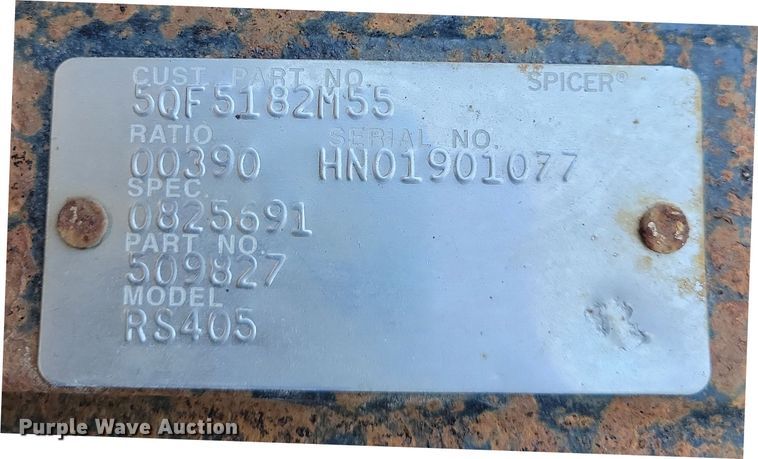 CUST. PART NO. SPICER®
5QF5182M55
RATIO SERIAL NO.
00390 HN01901077
SPEC.
0825691
PART NO.
509827
MODEL
RS405
Purple Wave Auction